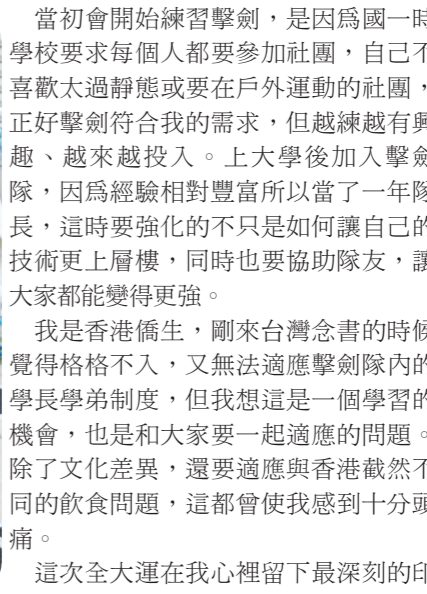 當初會開始練習擊劍，是因爲國一時
學校要求每個人都要參加社團，自己不
喜歡太過靜態或要在戶外運動的社團，
正好擊劍符合我的需求，但越練越有興
趣、越來越投入。上大學後加入擊劍
隊，因爲經驗相對豐富所以當了一年隊
長，這時要強化的不只是如何讓自己的
技術更上層樓，同時也要協助隊友，讓
大家都能變得更強。
我是香港僑生，剛來台灣念書的時候
覺得格格不入，又無法適應擊劍隊內的
學長學弟制度，但我想這是一個學習的
機會，也是和大家要一起適應的問題。
除了文化差異，還要適應與香港截然不
同的飲食問題，這都曾使我感到十分頭
痛。
這次全大運在我心裡留下最深刻的印